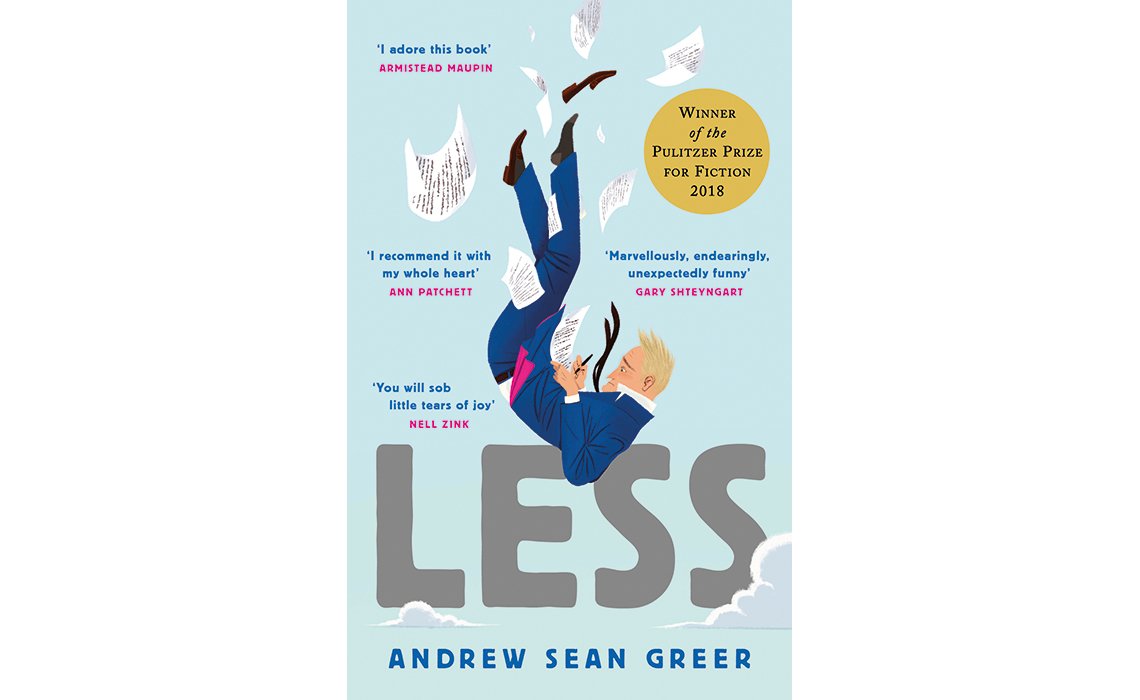 ‘I adore this book’
ARMISTEAD MAUPIN
WINNER
of the
PULITZER PRIZE
FOR FICTION
2018
‘I recommend it with
my whole heart’
ANN PATCHETT
‘Marvellously, endearingly,
unexpectedly funny’
GARY SHTEYNGART
‘You will sob
little tears of joy’
NELL ZINK
LESS
ANDREW SEAN GREER